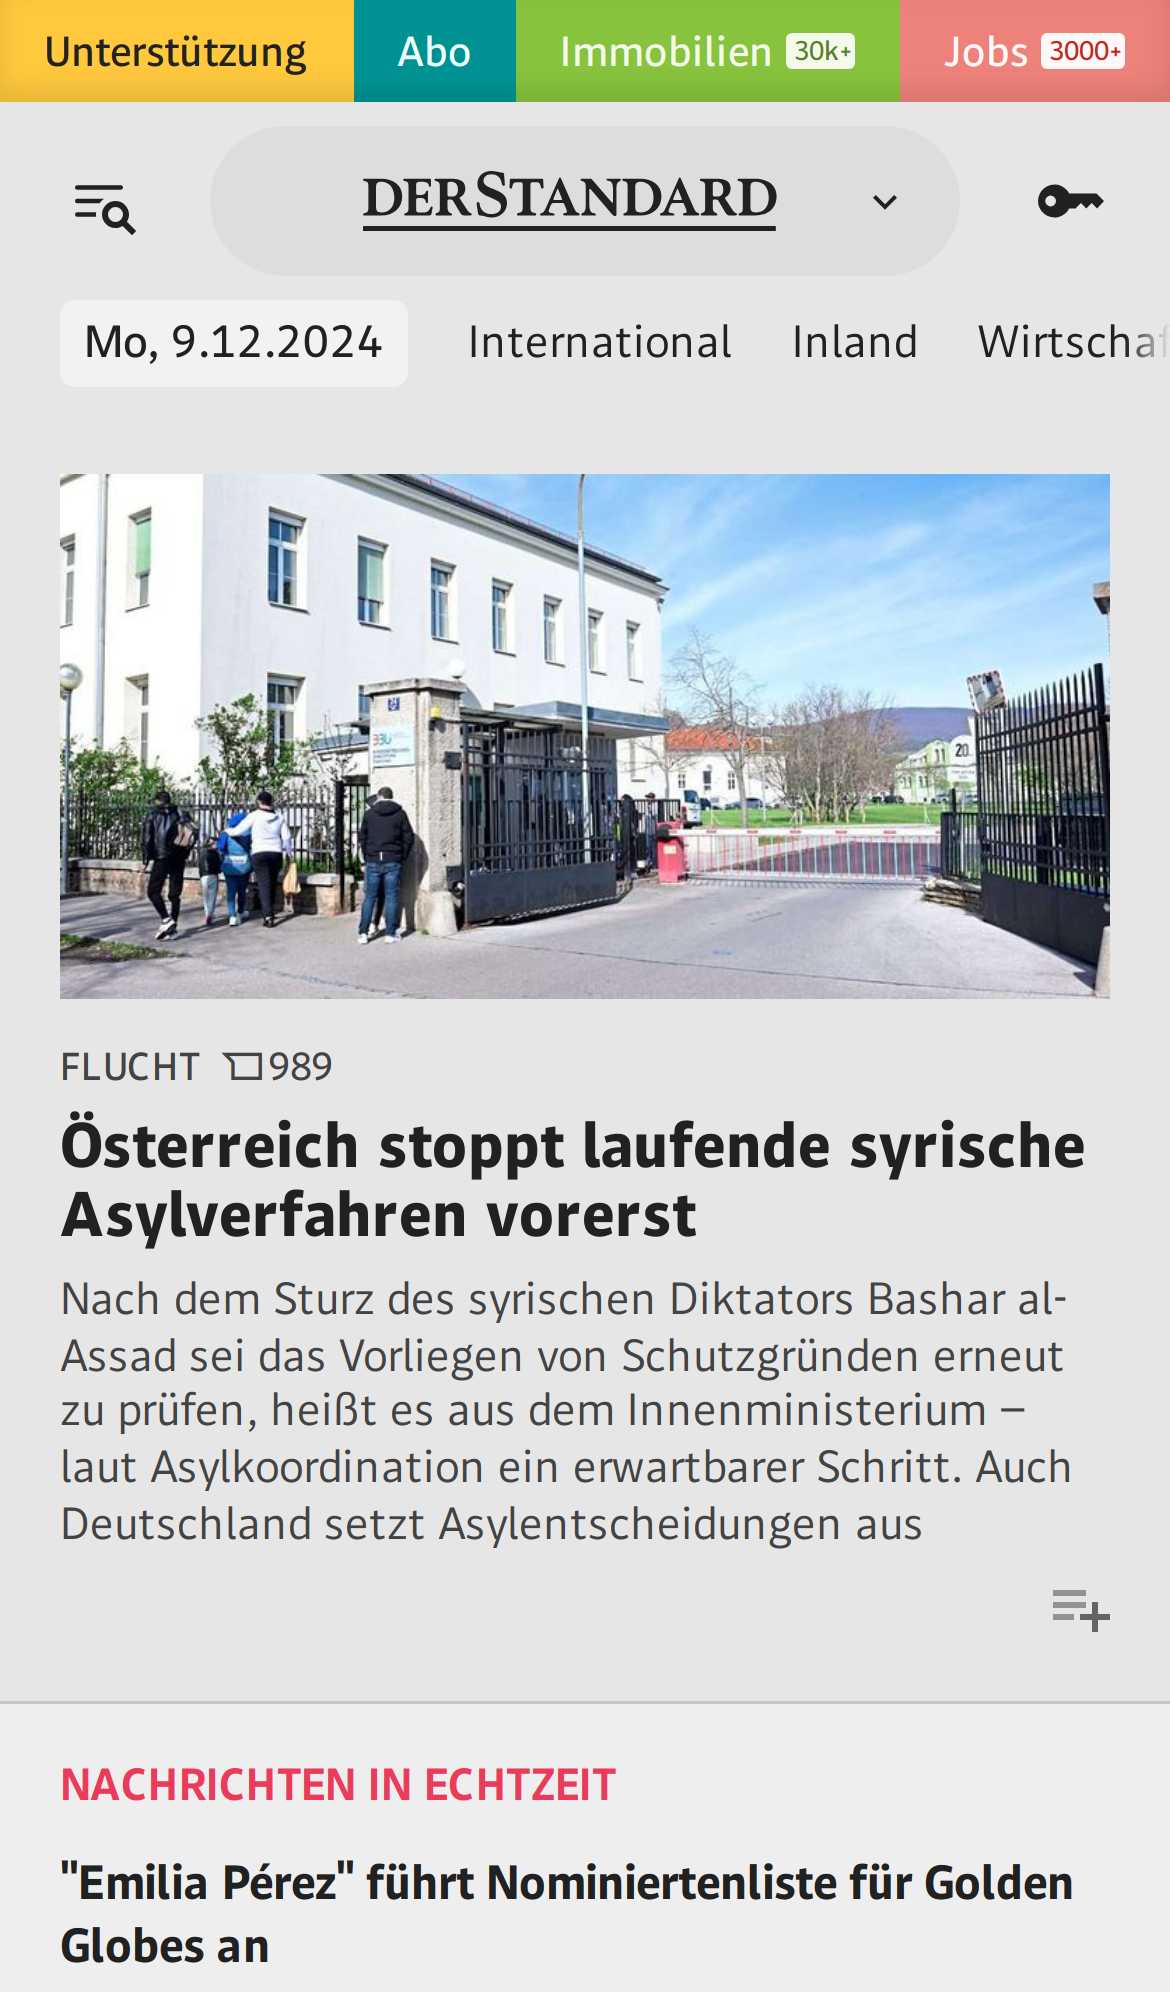 Unterstützung Abo Immobilien 30k+ Jobs 3000+
DERSTANDARD
Mo, 9.12.2024 International Inland
20
FLUCHT 989
Österreich stoppt laufende syrische
Asylverfahren vorerst
Nach dem Sturz des syrischen Diktators Bashar al-
Assad sei das Vorliegen von Schutzgründen erneut
zu prüfen, heißt es aus dem Innenministerium –
laut Asylkoordination ein erwartbarer Schritt. Auch
Deutschland setzt Asylentscheidungen aus
NACHRICHTEN IN ECHTZEIT
"Emilia Pérez" führt Nominiertenliste für Golden
Globes an